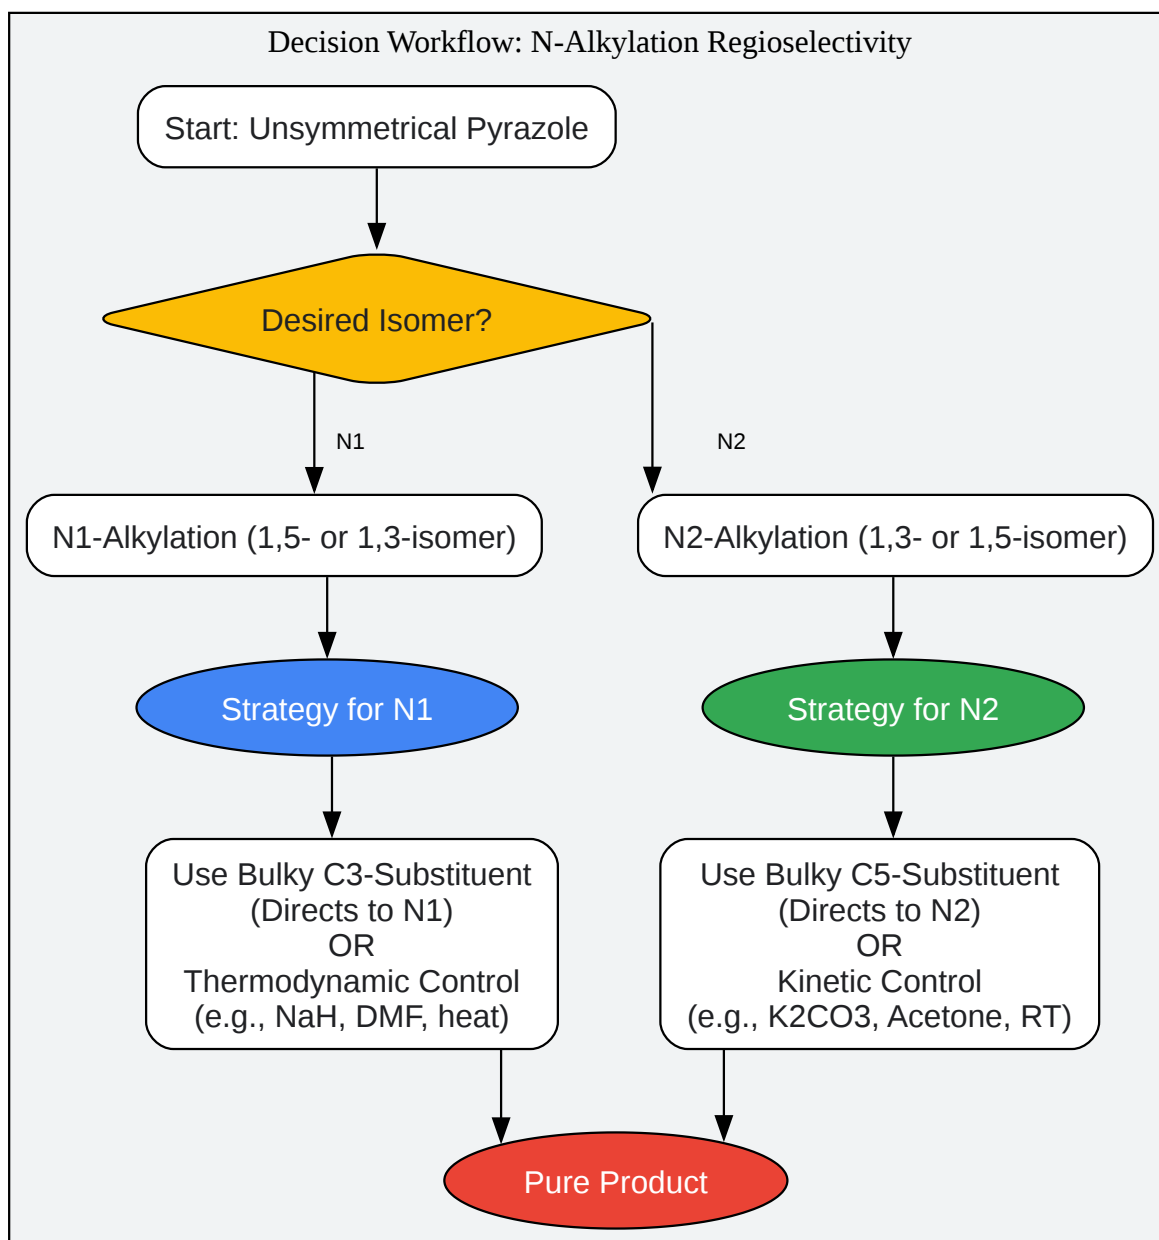 Decision Workflow: N-Alkylation Regioselectivity
Start: Unsymmetrical Pyrazole
Desired Isomer?
N1
N2
N1-Alkylation (1,5- or 1,3-isomer)
N2-Alkylation (1,3- or 1,5-isomer)
Strategy for N1
Strategy for N2
Use Bulky C3-Substituent
(Directs to N1)
OR
Thermodynamic Control
(e.g., NaH, DMF, heat)
Use Bulky C5-Substituent
(Directs to N2)
OR
Kinetic Control
(e.g., K2CO3, Acetone, RT)
Pure Product